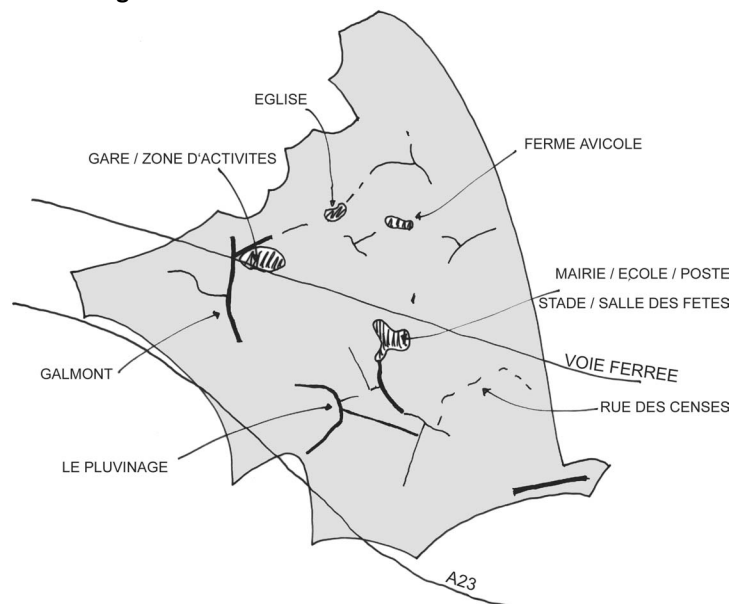 EGLISE
GARE / ZONE D'ACTIVITES
FERME AVICOLE
MAIRIE / ECOLE / POSTE
STADE / SALLE DES FETES
GALMONT
VOIE FERREE
RUE DES CENSES
LE PLUVINAGE
A23